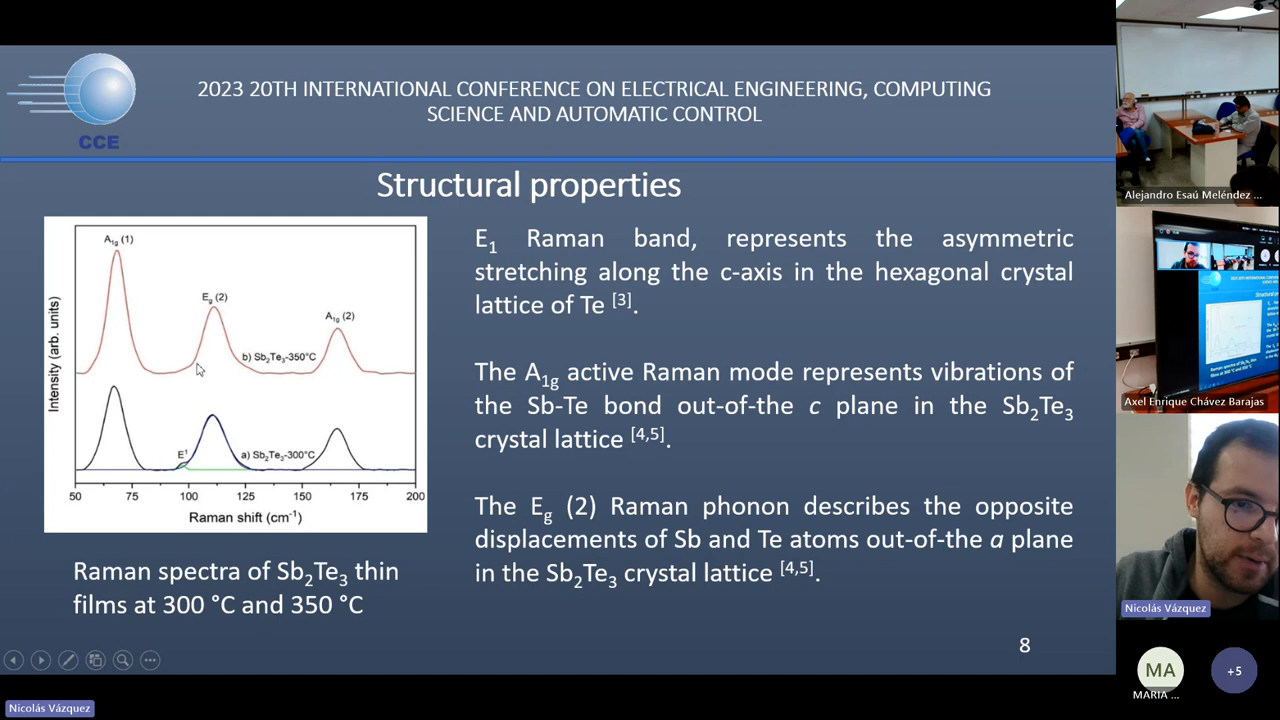 2023 20TH INTERNATIONAL CONFERENCE ON ELECTRICAL ENGINEERING, COMPUTING
SCIENCE AND AUTOMATIC CONTROL
CCE
Structural properties
A1g (1)
Eg (2)
A1g (2)
b) Sb2Te3-350°C
E1
a) Sb2Te3-300°C
Intensity (arb. units)
50 75 100 125 150 175 200
Raman shift (cm-1)
Raman spectra of Sb2Te3 thin
films at 300 °C and 350 °C
E1 Raman band, represents the asymmetric
stretching along the c-axis in the hexagonal crystal
lattice of Te [3].
The A1g active Raman mode represents vibrations of
the Sb-Te bond out-of-the c plane in the Sb2Te3
crystal lattice [4,5].
The Eg (2) Raman phonon describes the opposite
displacements of Sb and Te atoms out-of-the a plane
in the Sb2Te3 crystal lattice [4,5].
8
Nicolás Vázquez
Alejandro Esaú Meléndez ...
Axel Enrique Chávez Barajas
Nicolás Vázquez
MA
MARIA ...
+5